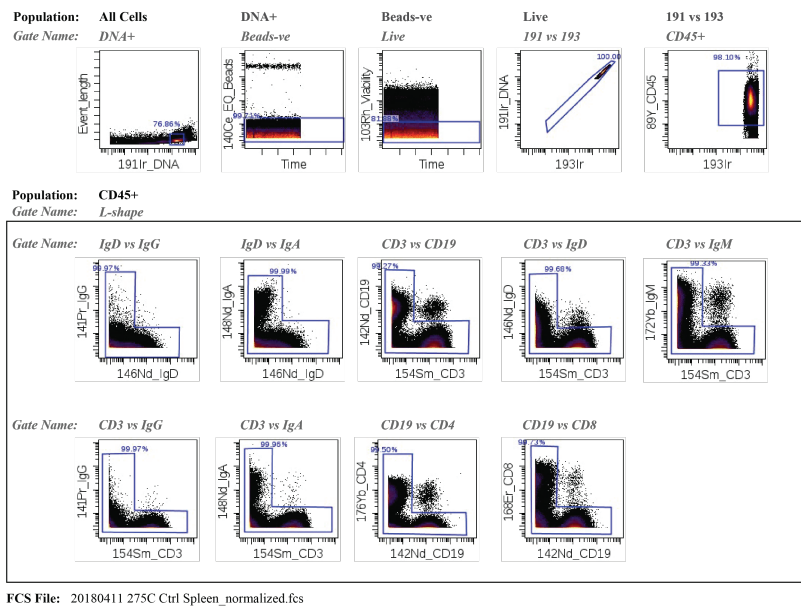 Population: All Cells DNA+ Beads-ve Live 191 vs 193
Gate Name: DNA+ Beads-ve Live 191 vs 193 CD45+
Event_length 76.86% 191Ir_DNA
140Ce_EQ_Beads Time
103Rh_Viability Time
191Ir_DNA 100.00 193Ir
89Y_CD45 98.10% 193Ir
Population: CD45+
Gate Name: L-shape
Gate Name: IgD vs IgG IgD vs IgA CD3 vs CD19 CD3 vs IgD CD3 vs IgM
141Pr_IgG 99.97% 146Nd_IgD
148Nd_IgA 99.99% 146Nd_IgD
142Nd_CD19 99.27% 154Sm_CD3
146Nd_IgD 99.68% 154Sm_CD3
172Yb_IgM 99.33% 154Sm_CD3
Gate Name: CD3 vs IgG CD3 vs IgA CD19 vs CD4 CD19 vs CD8
141Pr_IgG 99.97% 154Sm_CD3
148Nd_IgA 99.95% 154Sm_CD3
176Yb_CD4 99.50% 142Nd_CD19
168Er_CD8 99.73% 142Nd_CD19
FCS File: 20180411 275C Ctrl Spleen_normalized.fcs